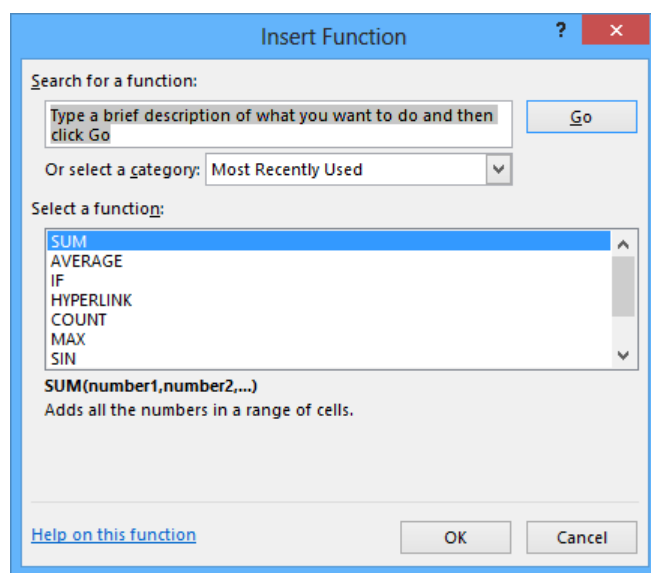 Insert Function ? ×
Search for a function:
Type a brief description of what you want to do and then
click Go
Go
Or select a category: Most Recently Used
Select a function:
SUM
AVERAGE
IF
HYPERLINK
COUNT
MAX
SIN
SUM(number1,number2,...)
Adds all the numbers in a range of cells.
Help on this function
OK
Cancel